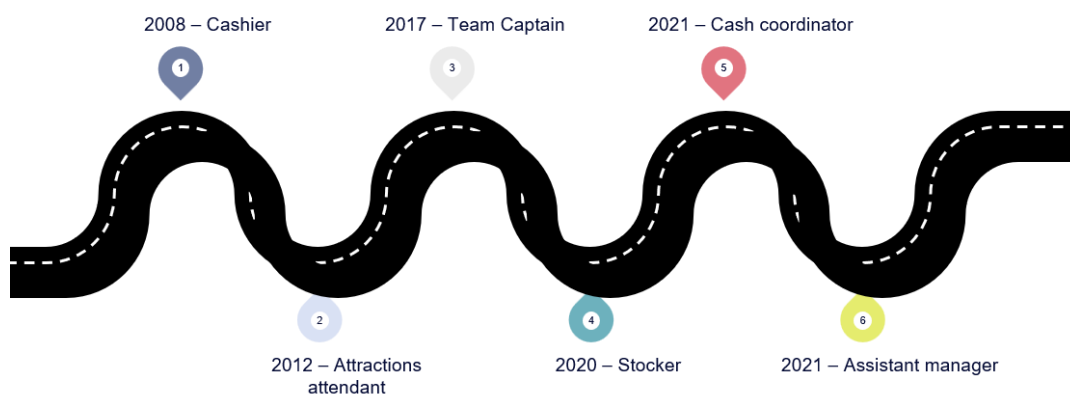 2008 – Cashier
2017 – Team Captain
2021 – Cash coordinator
1
3
5
2
4
6
2012 – Attractions
attendant
2020 – Stocker
2021 – Assistant manager